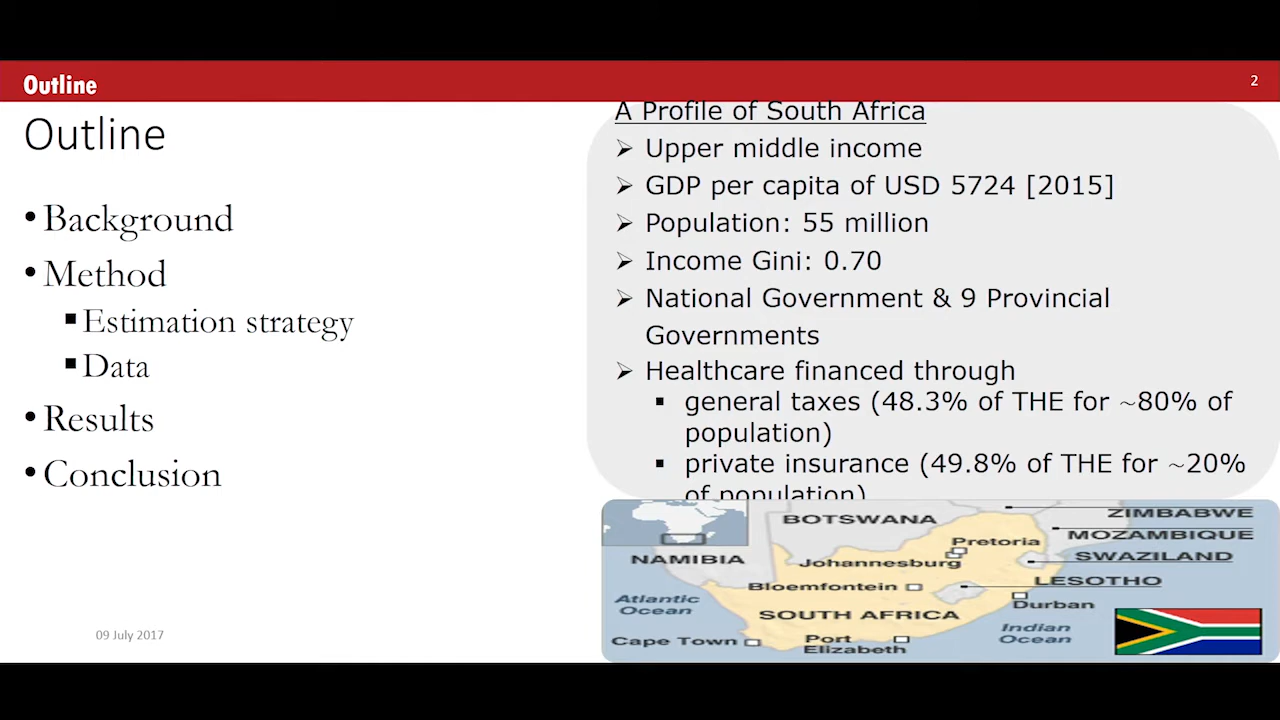 Outline
2
Outline
•Background
•Method
▪Estimation strategy
▪Data
•Results
•Conclusion
09 July 2017
A Profile of South Africa
➢ Upper middle income
➢ GDP per capita of USD 5724 [2015]
➢ Population: 55 million
➢ Income Gini: 0.70
➢ National Government & 9 Provincial
Governments
➢ Healthcare financed through
▪ general taxes (48.3% of THE for ~80% of
population)
▪ private insurance (49.8% of THE for ~20%
of population)
ZIMBABWE
BOTSWANA
MOZAMBIQUE
Pretoria
NAMIBIA
SWAZILAND
Johannesburg
LESOTHO
Bloemfontein
Atlantic
Ocean
Durban
SOUTH AFRICA
Indian
Ocean
Cape Town
Port
Elizabeth